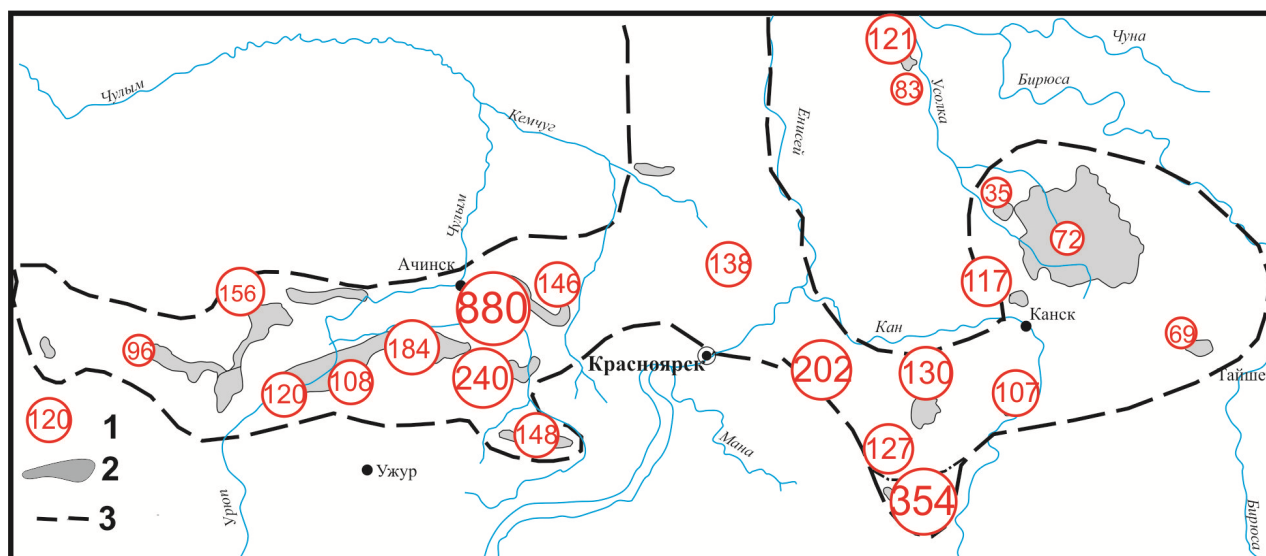 121
Чуна
Бирюса
83
Усолка
Чулым
Кемчуг
Енисей
35
72
Чулым
Ачинск
138
117
156
880
146
Кан
Канск
69
96
184
Красноярск
202
130
Тайше
120
108
240
107
120
1
148
127
Мана
2
Ужур
354
Урюп
3
Бирюса